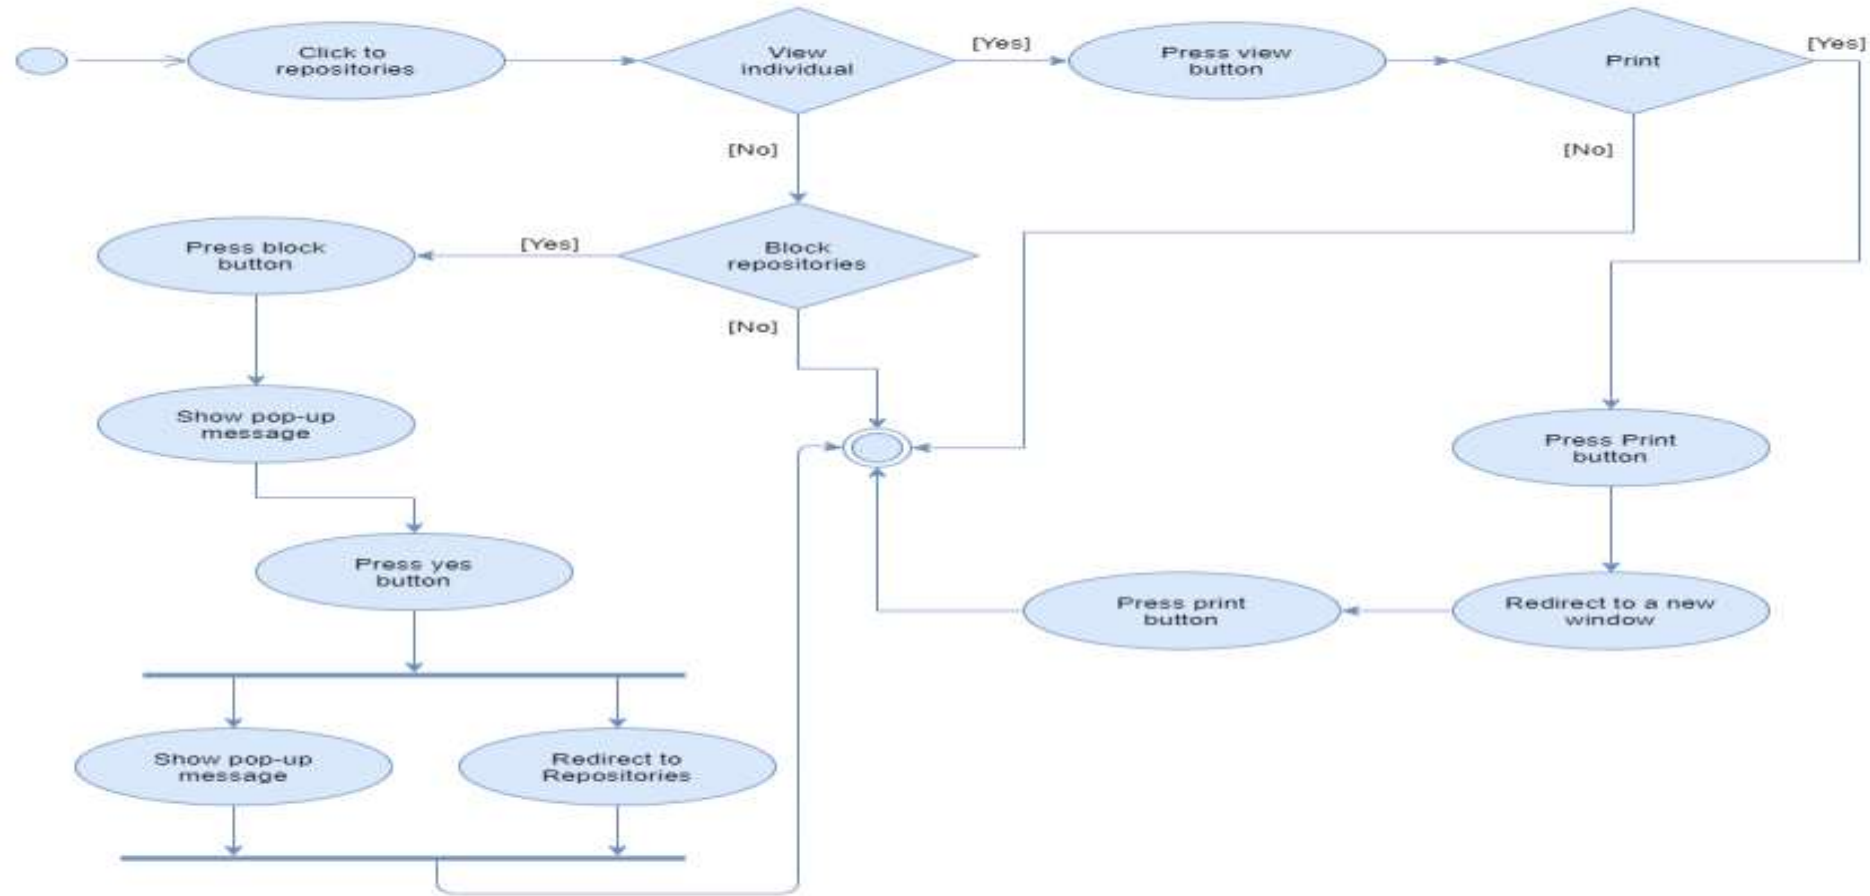 Click to
repositories
View
individual
[Yes]
Press view
button
Print
[Yes]
[No]
[No]
Press block
button
[Yes]
Block
repositories
[No]
Show pop-up
message
Press Print
button
Press yes
button
Press print
button
Redirect to a new
window
Show pop-up
message
Redirect to
Repositories